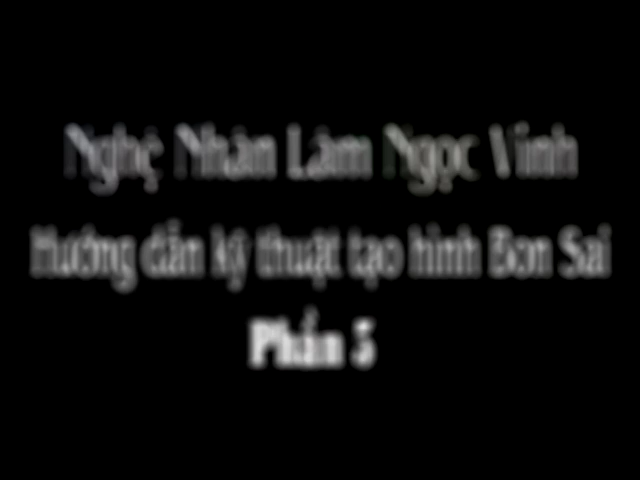 Nghệ Nhân Lâm Ngọc Vinh
Hướng dẫn kỹ thuật tạo hình Bon Sai
Phần 5